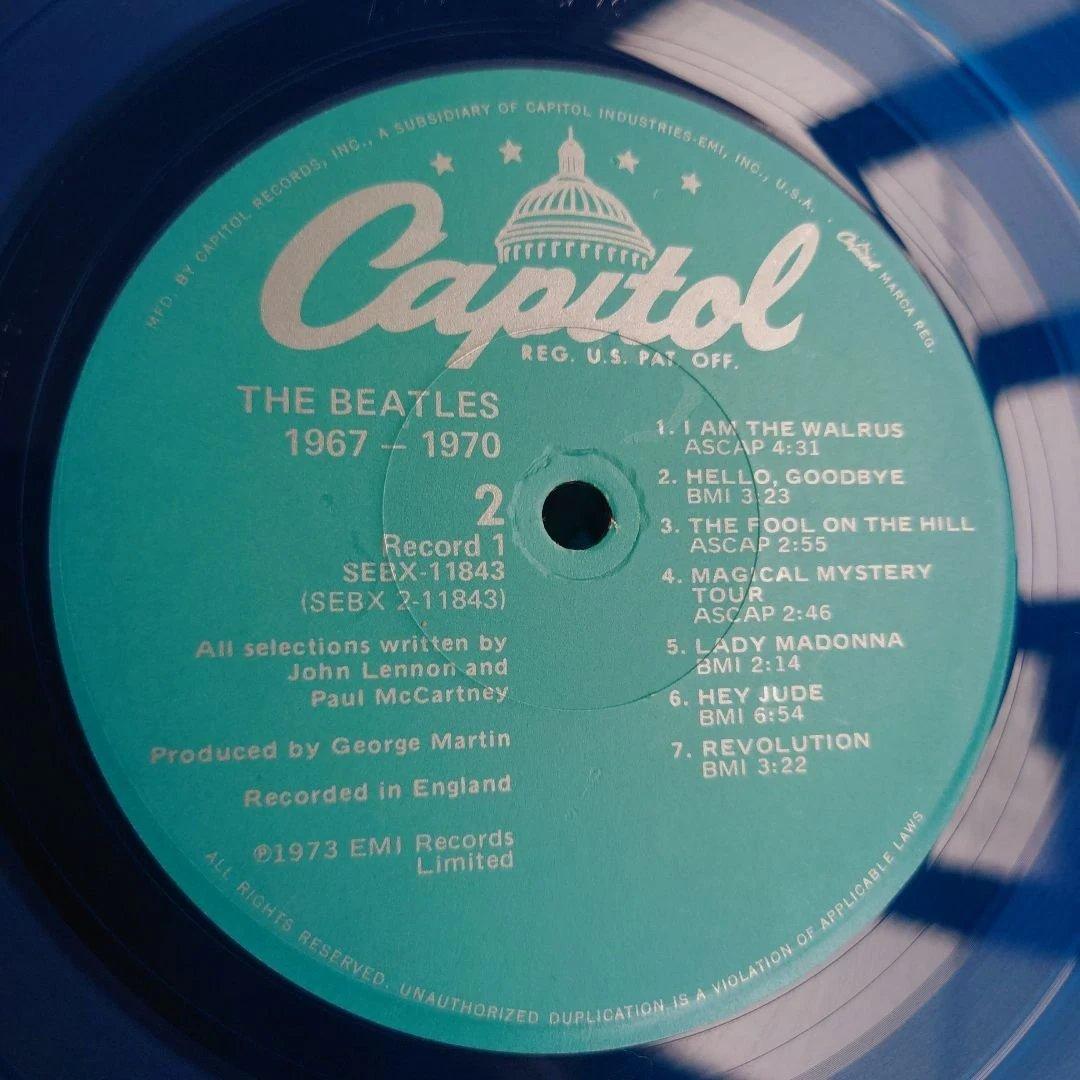 MFD. BY CAPITOL RECORDS, INC., A SUBSIDIARY OF CAPITOL INDUSTRIES-EMI, INC., U.S.A. · Capitol MARCA REG.
Capitol
REG. U.S. PAT. OFF.
THE BEATLES
1967 – 1970
2
Record 1
SEBX-11843
(SEBX 2-11843)
All selections written by
John Lennon and
Paul McCartney
Produced by George Martin
Recorded in England
℗1973 EMI Records
Limited
1. I AM THE WALRUS
ASCAP 4:31
2. HELLO, GOODBYE
BMI 3:23
3. THE FOOL ON THE HILL
ASCAP 2:55
4. MAGICAL MYSTERY
TOUR
ASCAP 2:46
5. LADY MADONNA
BMI 2:14
6. HEY JUDE
BMI 6:54
7. REVOLUTION
BMI 3:22
ALL RIGHTS RESERVED. UNAUTHORIZED DUPLICATION IS A VIOLATION OF APPLICABLE LAWS